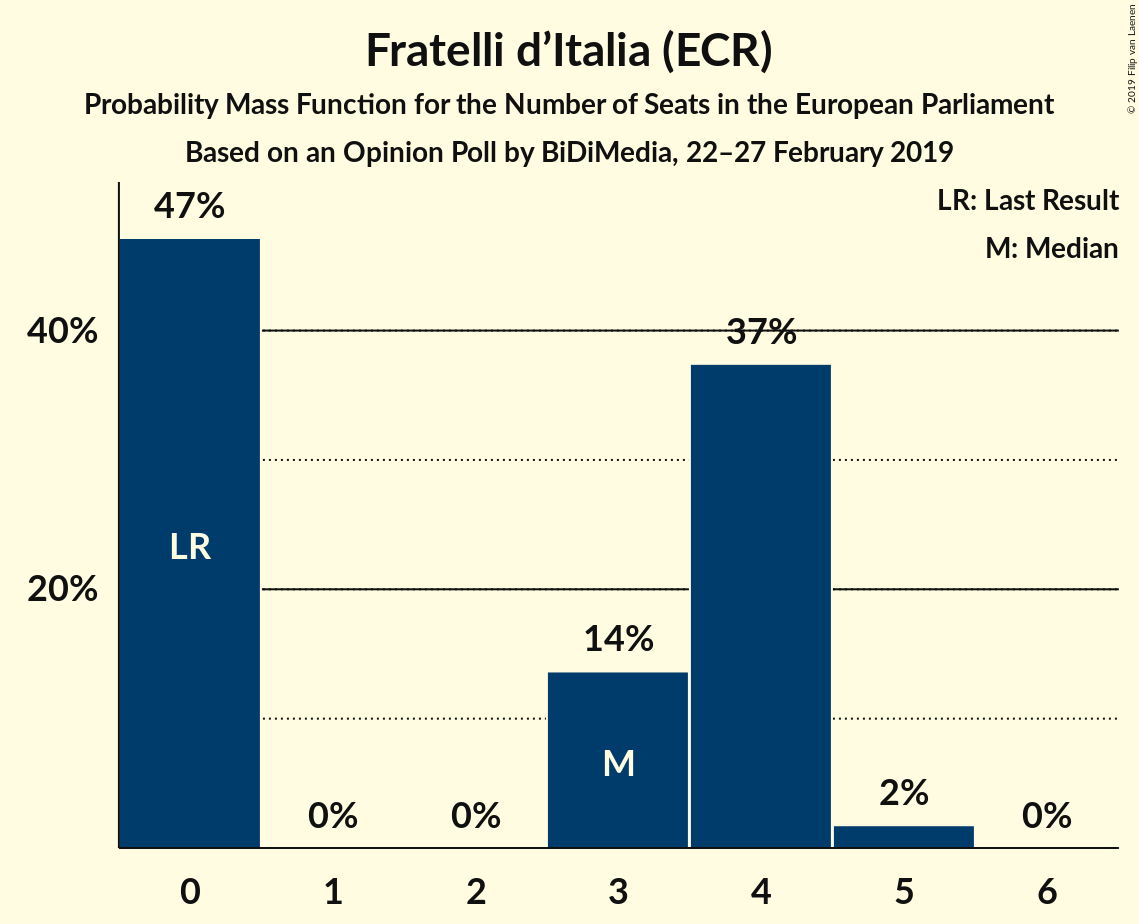 Fratelli d’Italia (ECR)
Probability Mass Function for the Number of Seats in the European Parliament
Based on an Opinion Poll by BiDiMedia, 22–27 February 2019
© 2019 Filip van Laenen
LR: Last Result
M: Median
47%
40%
37%
LR
20%
14%
M
2%
0%
0%
0%
0 1 2 3 4 5 6